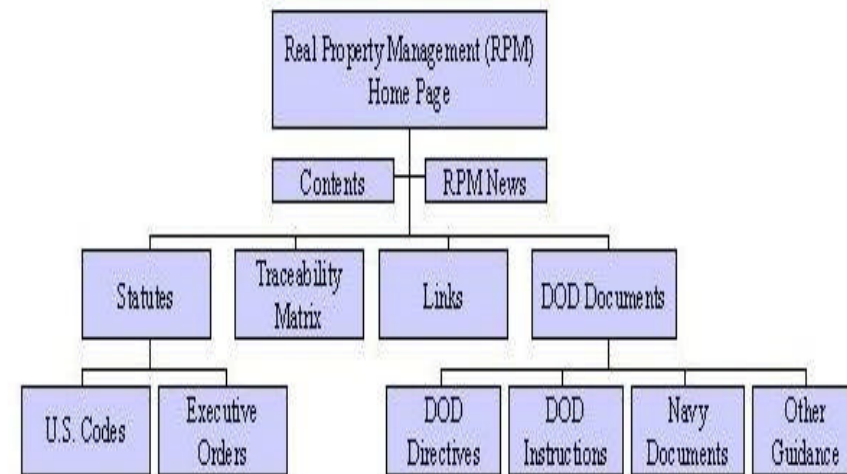 Real Property Management (RPM)
Home Page
Contents
RPM News
Statutes
Traceability
Matrix
Links
DOD Documents
U.S. Codes
Executive
Orders
DOD
Directives
DOD
Instructions
Navy
Documents
Other
Guidance